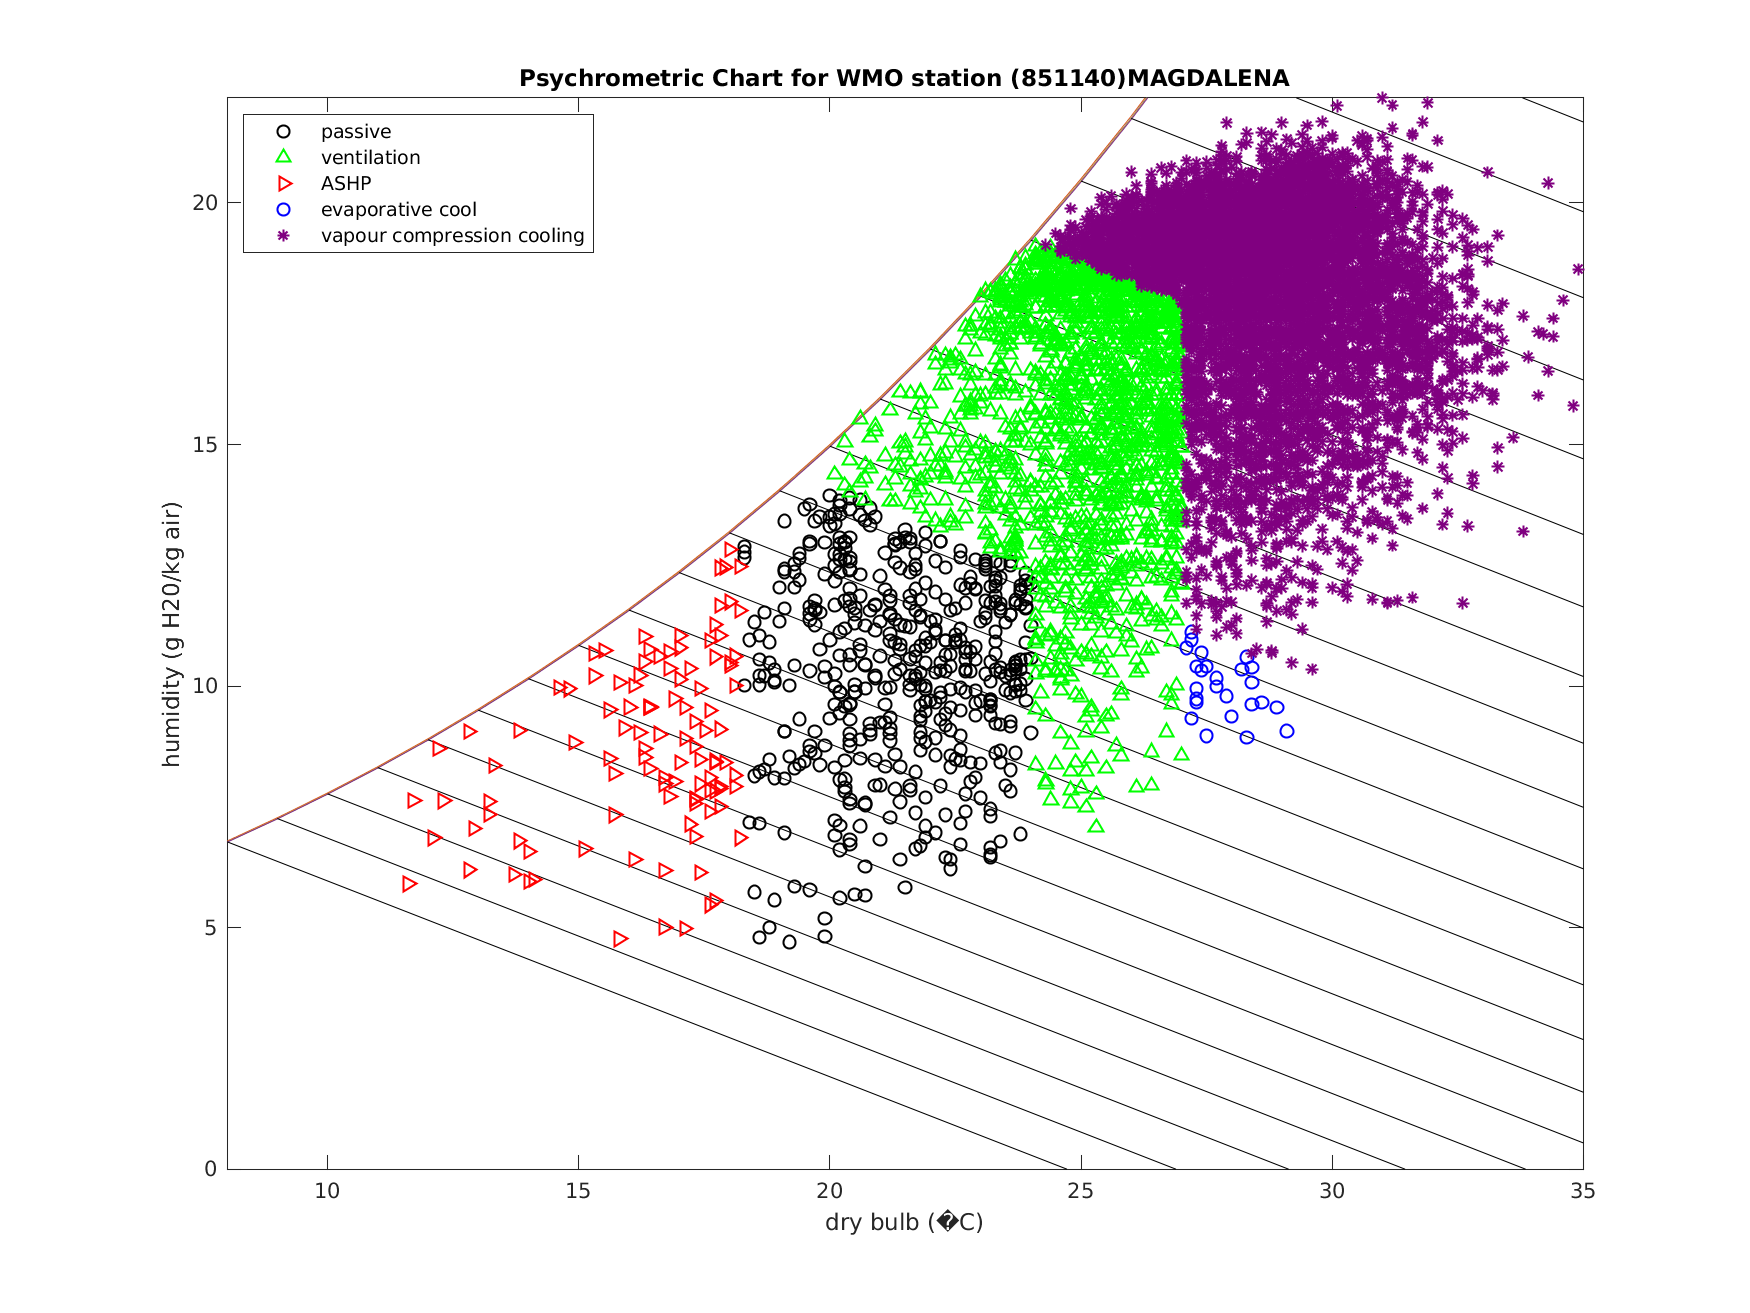 Psychrometric Chart for WMO station (851140)MAGDALENA
passive
ventilation
ASHP
evaporative cool
vapour compression cooling
20
15
10
5
0
humidity (g H20/kg air)
10 15 20 25 30 35
dry bulb (�C)